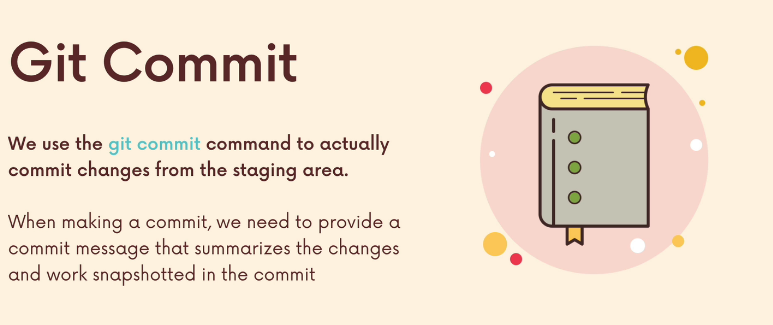 Git Commit
We use the git commit command to actually
commit changes from the staging area.
When making a commit, we need to provide a
commit message that summarizes the changes
and work snapshotted in the commit